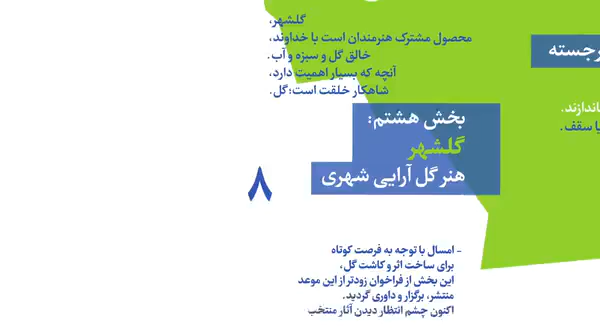 گلشهر،
محصول مشترک هنرمندان است با خداوند،
خالق گل و سبزه و آب.
آنچه که بسیار اهمیت دارد،
شاهکار خلقت است؛گل.
رجسته
اندازند.
یا سقف.
بخش هشتم:
گلشهر
هنر گل آرایی شهری
۸
- امسال با توجه به فرصت کوتاه
برای ساخت اثر و کاشت گل،
این بخش از فراخوان زودتر از این موعد
منتشر، برگزار و داوری گردید.
اکنون چشم انتظار دیدن آثار منتخب